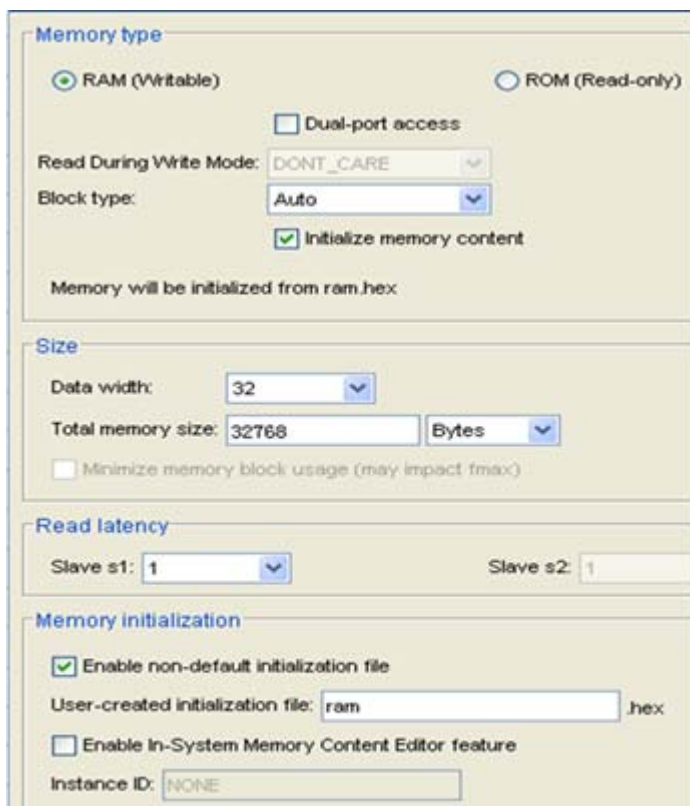 Memory type
RAM (Writable) ROM (Read-only)
Dual-port access
Read During Write Mode: DONT_CARE
Block type: Auto
Initialize memory content
Memory will be initialized from ram.hex
Size
Data width: 32
Total memory size: 32768 Bytes
Minimize memory block usage (may impact fmax)
Read latency
Slave s1: 1 Slave s2: 1
Memory initialization
Enable non-default initialization file
User-created initialization file: ram .hex
Enable In-System Memory Content Editor feature
Instance ID: NONE